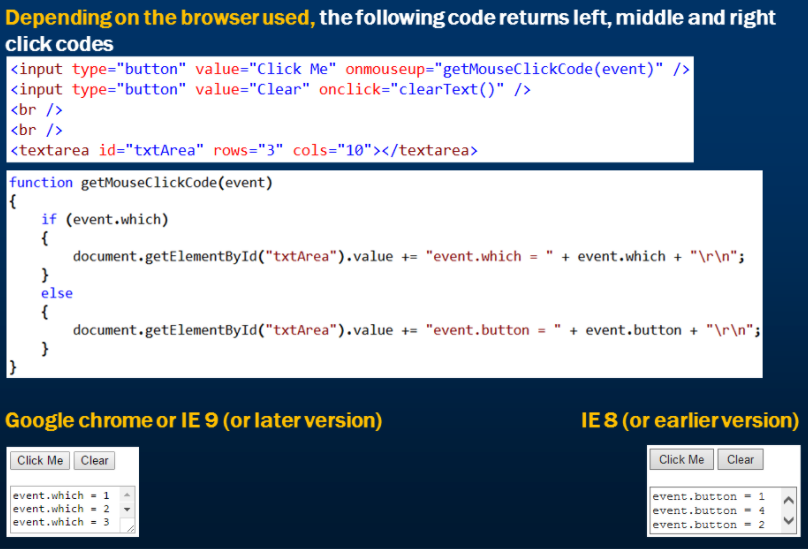 Depending on the browser used, the following code returns left, middle and right
click codes
<input type="button" value="Click Me" onmouseup="getMouseClickCode(event)" />
<input type="button" value="Clear" onclick="clearText()" />
<br />
<br />
<textarea id="txtArea" rows="3" cols="10"></textarea>
function getMouseClickCode(event)
{
    if (event.which)
    {
        document.getElementById("txtArea").value += "event.which = " + event.which + "\r\n";
    }
    else
    {
        document.getElementById("txtArea").value += "event.button = " + event.button + "\r\n";
    }
}
Google chrome or IE 9 (or later version)
Click Me Clear
event.which = 1
event.which = 2
event.which = 3
IE 8 (or earlier version)
Click Me Clear
event.button = 1
event.button = 4
event.button = 2